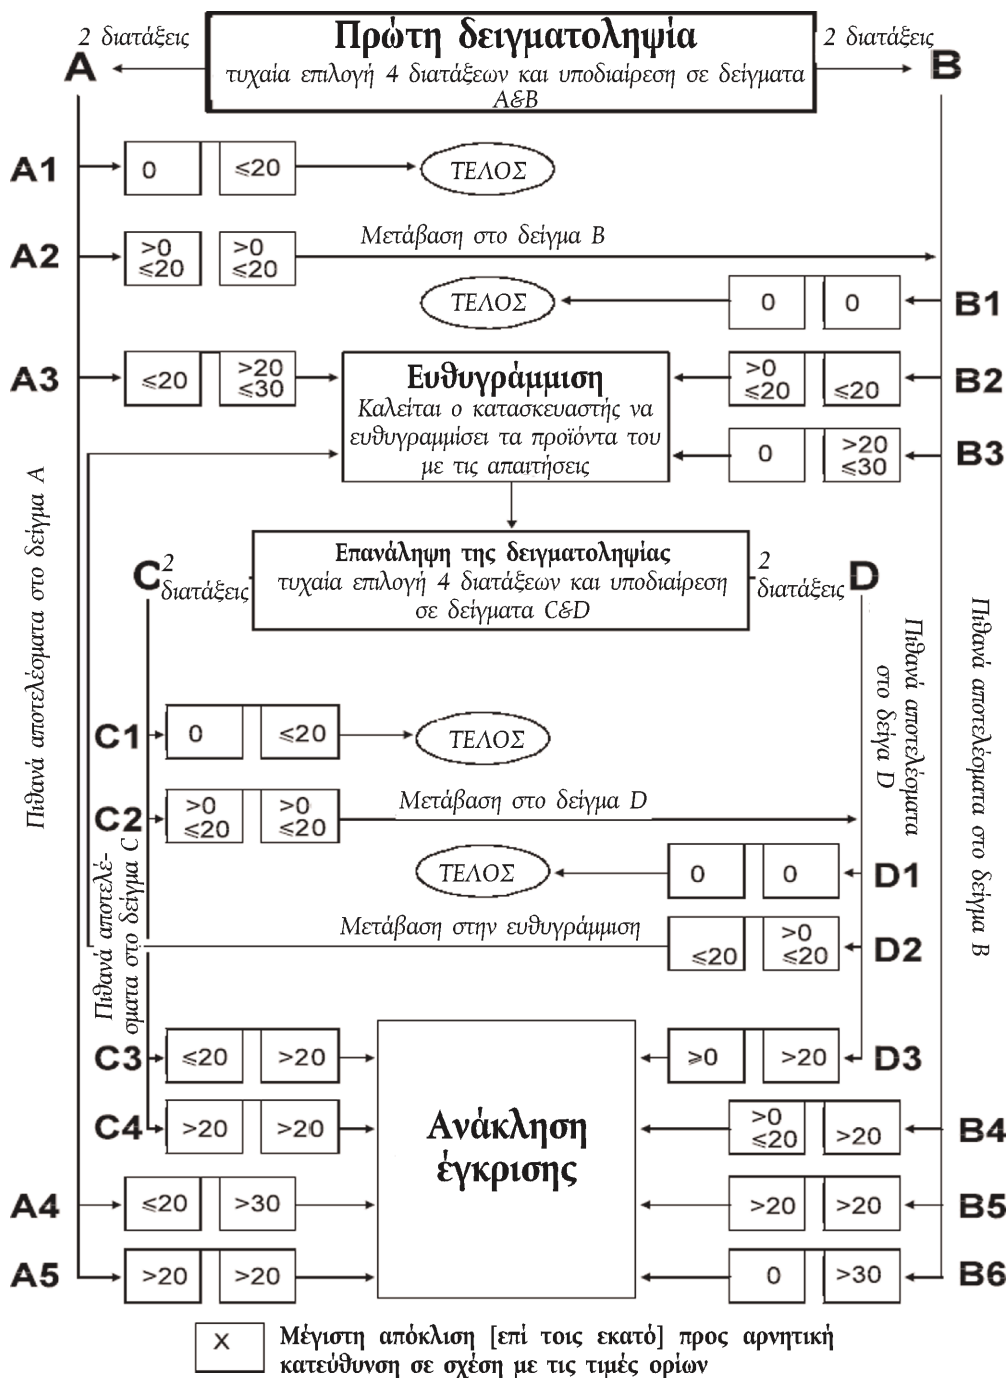 2 διατάξεις
Πρώτη δειγματοληψία
2 διατάξεις
A
τυχαία επιλογή 4 διατάξεων και υποδιαίρεση σε δείγματα
A&B
B
A1
0
≤20
ΤΕΛΟΣ
A2
>0
≤20
>0
≤20
Μετάβαση στο δείγμα B
ΤΕΛΟΣ
0
0
B1
A3
≤20
>20
≤30
Ευθυγράμμιση
Καλείται ο κατασκευαστής να
ευθυγραμμίσει τα προϊόντα του
με τις απαιτήσεις
>0
≤20
≤20
B2
0
>20
≤30
B3
Πιθανά αποτελέσματα στο δείγμα A
C
2
διατάξεις
Επανάληψη της δειγματοληψίας
τυχαία επιλογή 4 διατάξεων και υποδιαίρεση
σε δείγματα C&D
2
διατάξεις
D
Πιθανά αποτελέσματα
στο δείγα D
Πιθανά αποτελέσματα στο δείγμα B
C1
0
≤20
ΤΕΛΟΣ
C2
>0
≤20
>0
≤20
Μετάβαση στο δείγμα D
Πιθανά αποτελέ-
σματα στο δείγμα C
ΤΕΛΟΣ
0
0
D1
Μετάβαση στην ευθυγράμμιση
≤20
>0
≤20
D2
C3
≤20
>20
Ανάκληση
έγκρισης
≥0
>20
D3
C4
>20
>20
>0
≤20
>20
B4
A4
≤20
>30
>20
>20
B5
A5
>20
>20
0
>30
B6
X
Μέγιστη απόκλιση [επί τοις εκατό] προς αρνητική
κατεύθυνση σε σχέση με τις τιμές ορίων